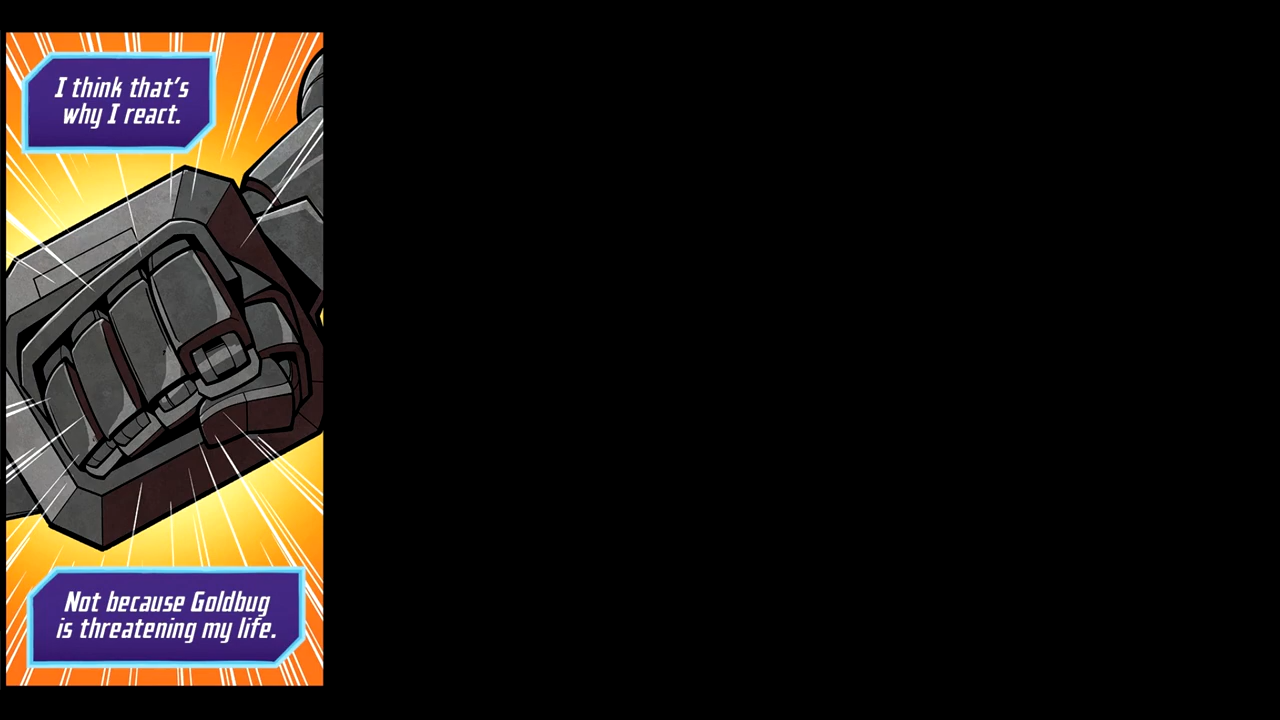 I think that's
why I react.
Not because Goldbug
is threatening my life.